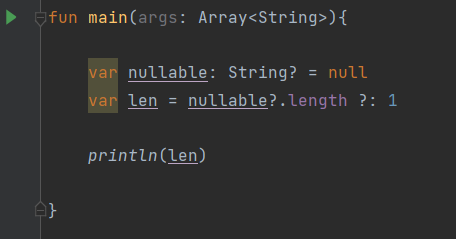 fun main(args: Array<String>){
var nullable: String? = null
var len = nullable?.length ?: 1
println(len)
}